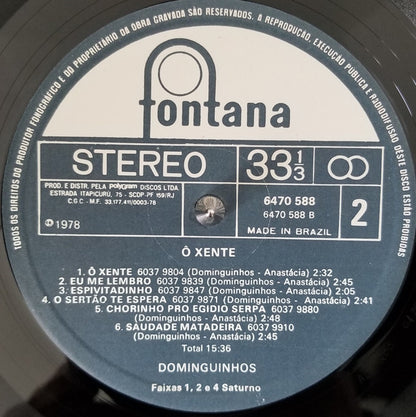 TODOS OS DIREITOS DO PRODUTOR FONOGRÁFICO E DO PROPRIETÁRIO DA OBRA GRAVADA SÃO RESERVADOS. A REPRODUÇÃO, EXECUÇÃO PÚBLICA E RADIODIFUSÃO DESTE DISCO ESTÃO PROIBIDAS
fontana
STEREO 33 1/3
PROD. E DISTR. PELA polygram DISCOS LTDA.
ESTRADA ITAPICURU, 75 - SCDP-PF 159/RJ
C.G.C - M.F. 33.177.411/0003-78
℗1978
6470 588
6470 588 B
MADE IN BRAZIL
2
Ô XENTE
1. Ô XENTE 6037 9804 (Dominguinhos - Anastácia) 2:32
2. EU ME LEMBRO 6037 9839 (Dominguinhos - Anastácia) 2:45
3. ESPIVITADINHO 6037 9847 (Dominguinhos - Anastácia) 2:05
4. O SERTÃO TE ESPERA 6037 9871 (Dominguinhos - Anastácia) 2:41
5. CHORINHO PRO EGIDIO SERPA 6037 9880
(Dominguinhos - Anastácia) 2:48
6. SAUDADE MATADEIRA 6037 9910
(Dominguinhos - Anastácia) 2:45
Total 15:36
DOMINGUINHOS
Faixas 1, 2 e 4 Saturno